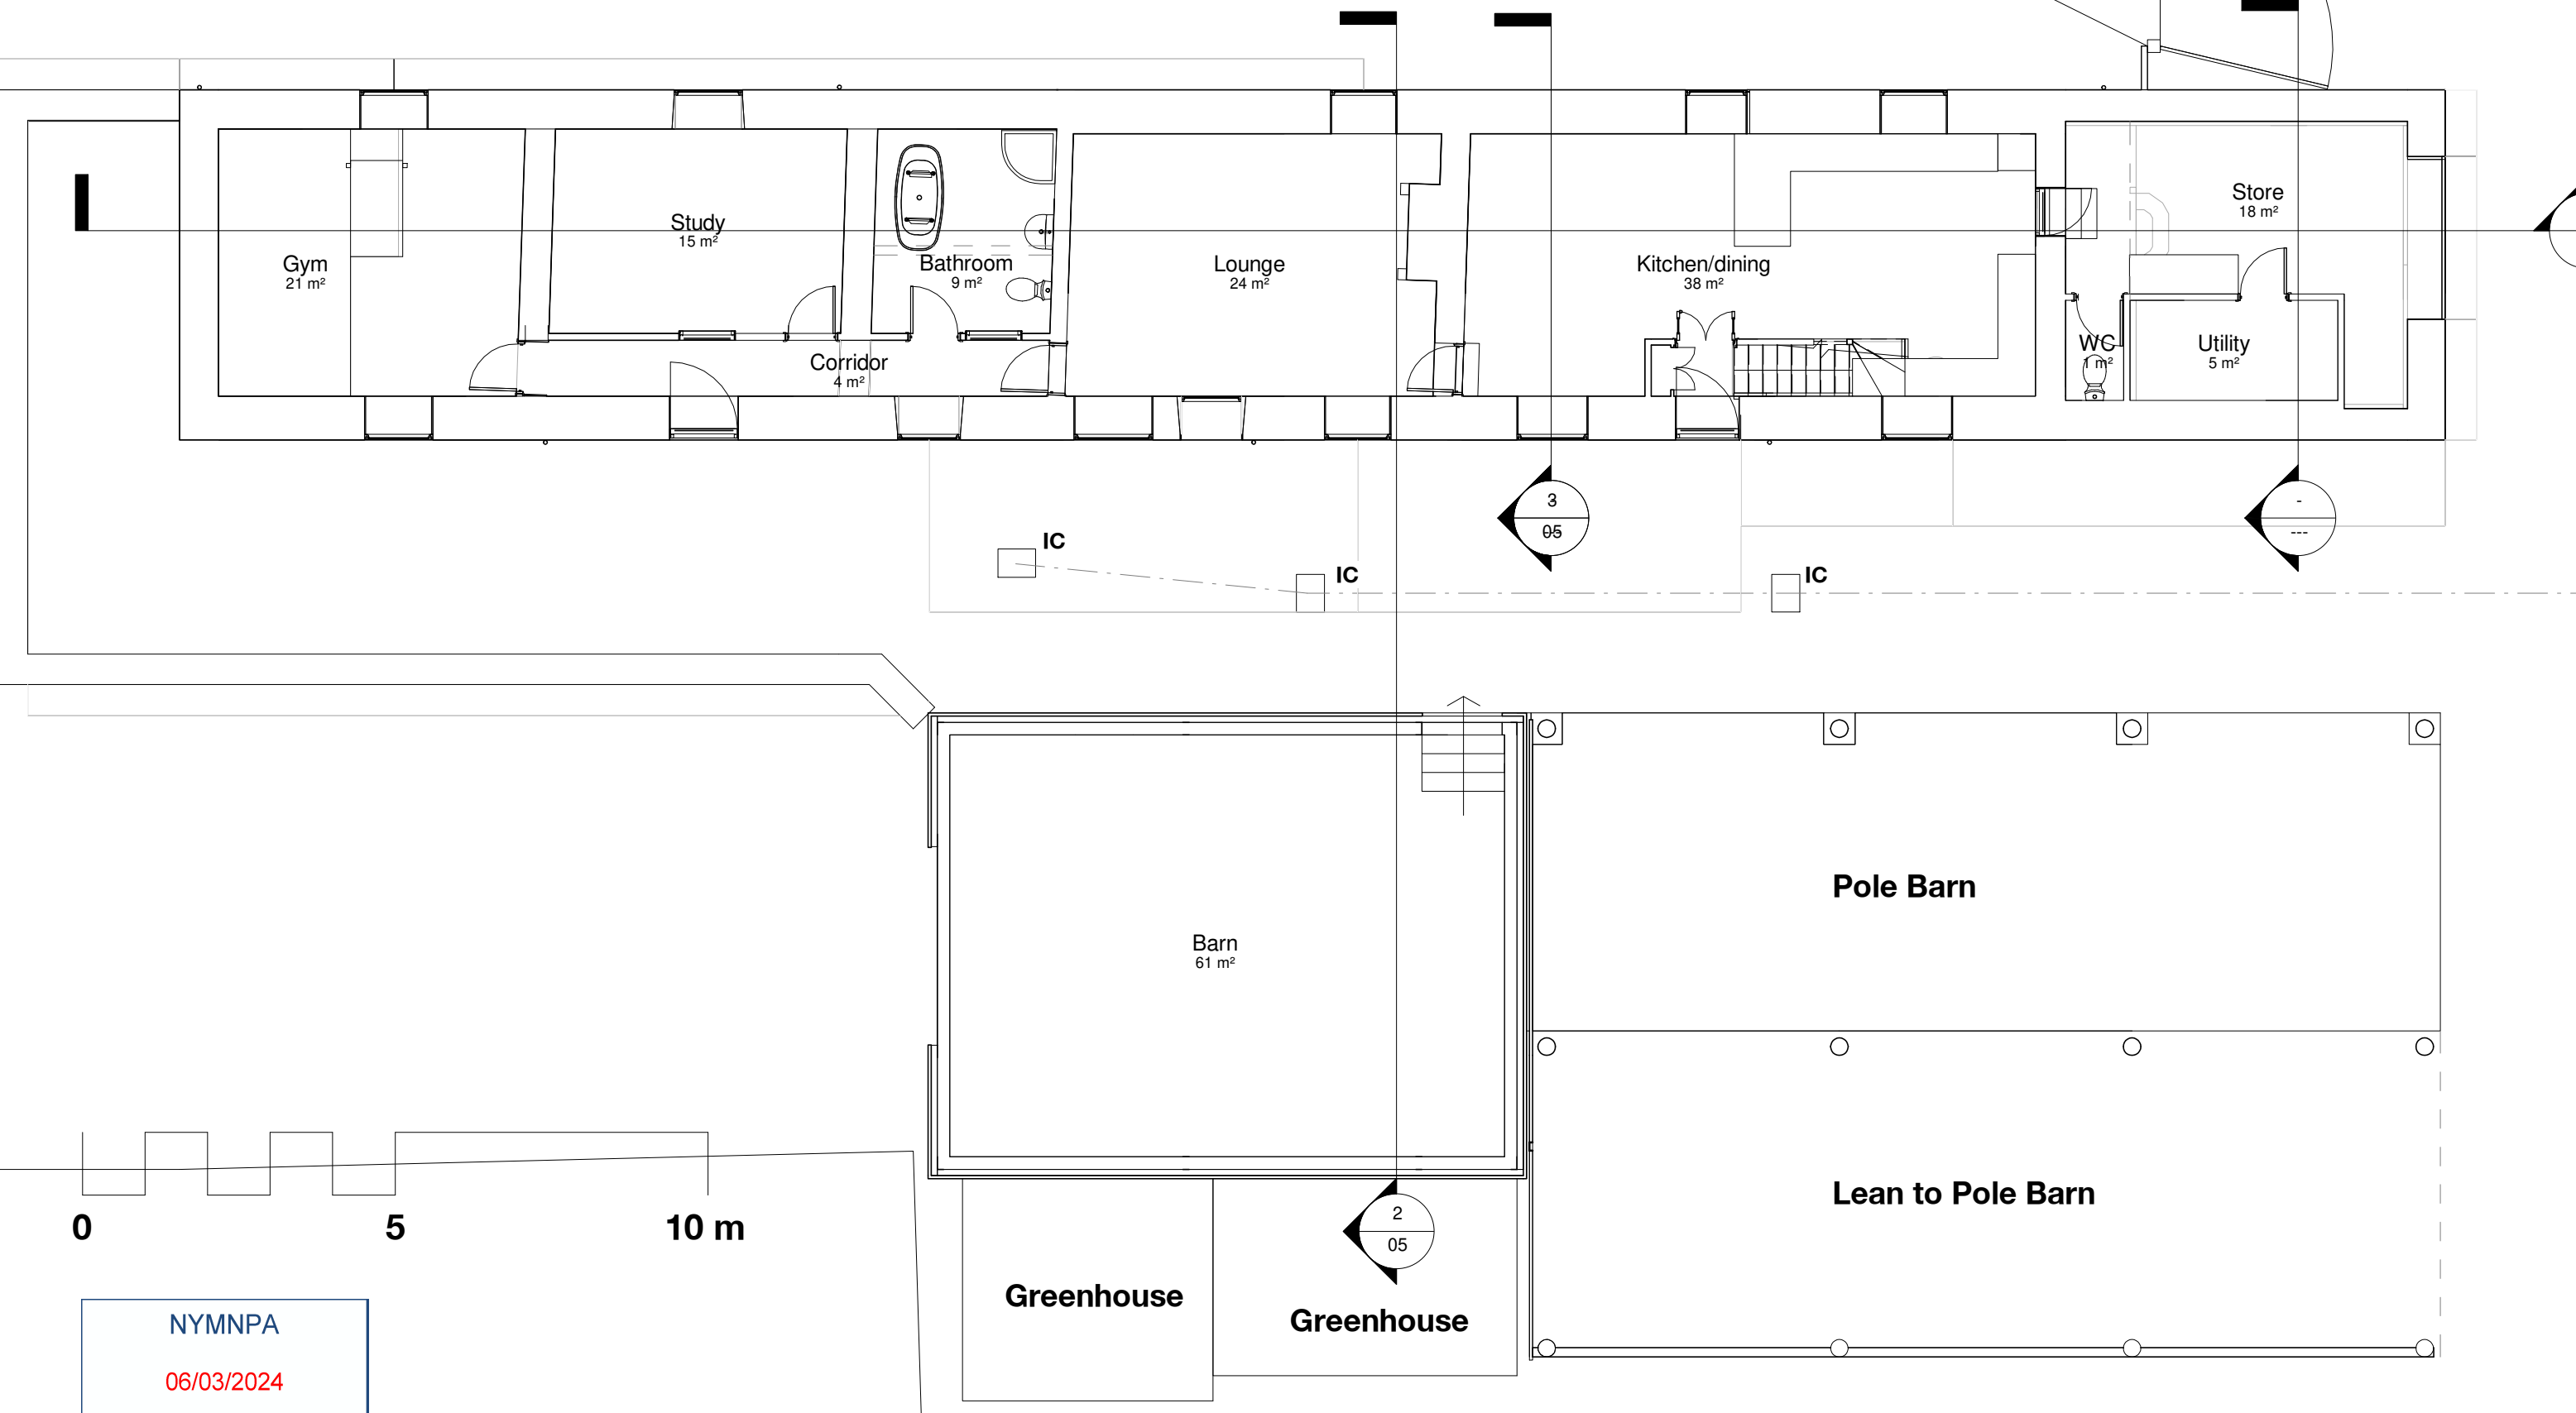 Gym
21 m²
Study
15 m²
Bathroom
9 m²
Corridor
4 m²
Lounge
24 m²
Kitchen/dining
38 m²
Store
18 m²
WC
1 m²
Utility
5 m²
IC
IC
IC
3
05
-
---
Barn
61 m²
Pole Barn
Lean to Pole Barn
2
05
Greenhouse
Greenhouse
0 5 10 m
NYMNPA
06/03/2024